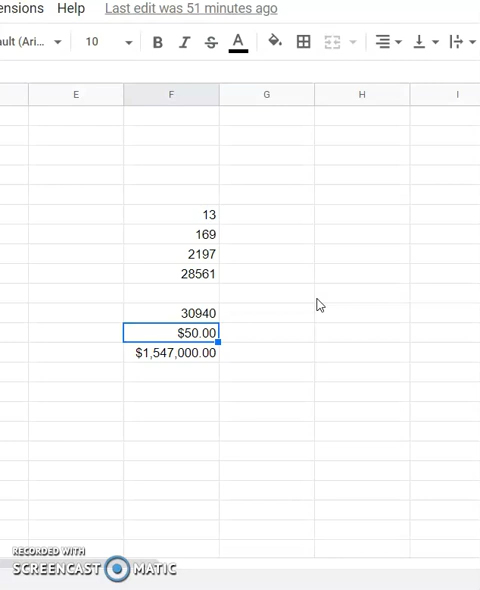 ensions Help Last edit was 51 minutes ago
ault (Ari... 10 B I S A
E F G H I
13
169
2197
28561
30940
$50.00
$1,547,000.00
RECORDED WITH
SCREENCAST MATIC